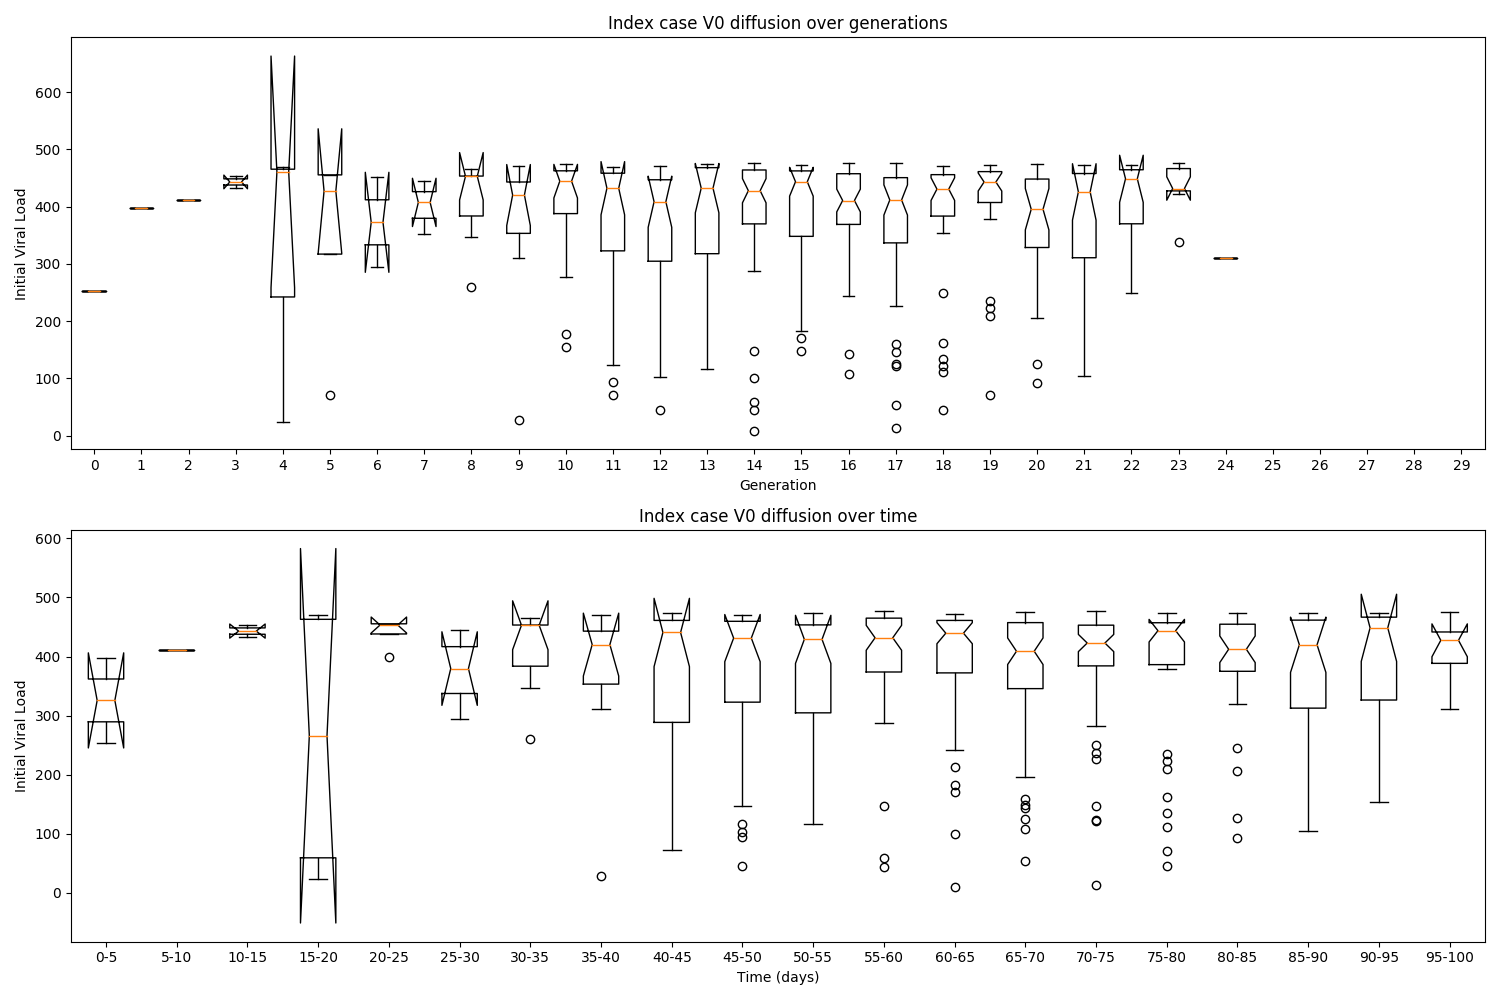 Index case V0 diffusion over generations
Initial Viral Load
600
500
400
300
200
100
0
0 1 2 3 4 5 6 7 8 9 10 11 12 13 14 15 16 17 18 19 20 21 22 23 24 25 26 27 28 29
Generation
Index case V0 diffusion over time
Initial Viral Load
600
500
400
300
200
100
0
0-5 5-10 10-15 15-20 20-25 25-30 30-35 35-40 40-45 45-50 50-55 55-60 60-65 65-70 70-75 75-80 80-85 85-90 90-95 95-100
Time (days)